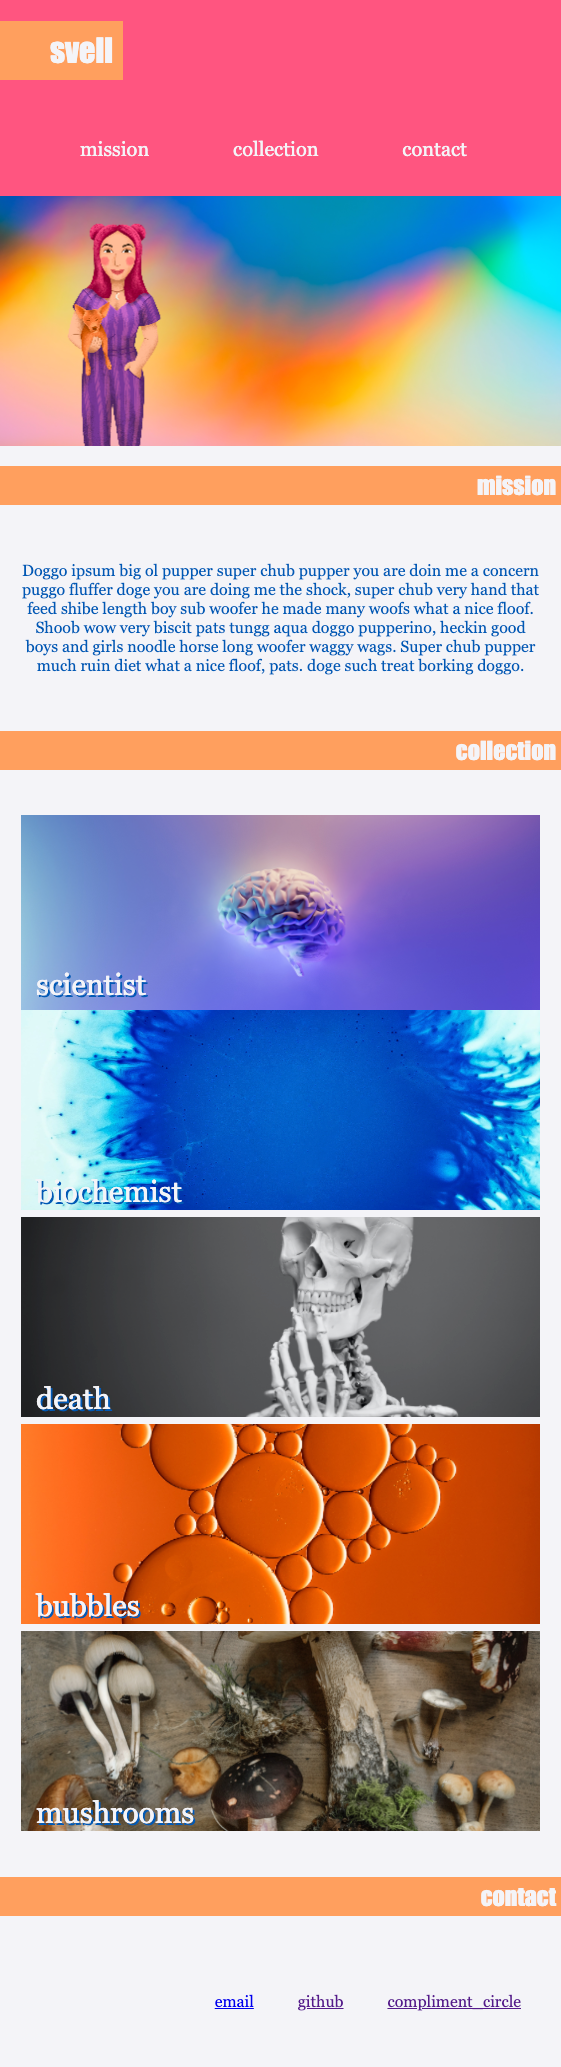 svell
mission collection contact
mission
Doggo ipsum big ol pupper super chub pupper you are doin me a concern
puggo fluffer doge you are doing me the shock, super chub very hand that
feed shibe length boy sub woofer he made many woofs what a nice floof.
Shoob wow very biscit pats tungg aqua doggo pupperino, heckin good
boys and girls noodle horse long woofer waggy wags. Super chub pupper
much ruin diet what a nice floof, pats. doge such treat borking doggo.
collection
scientist
biochemist
death
bubbles
mushrooms
contact
email github compliment_circle